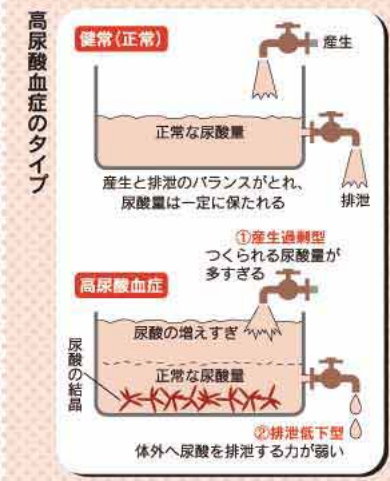 高尿酸血症のタイプ
健常(正常)
産生
正常な尿酸量
排泄
産生と排泄のバランスがとれ、
尿酸量は一定に保たれる
①産生過剰型
つくられる尿酸量が
多すぎる
高尿酸血症
尿酸の増えすぎ
尿酸の結晶
正常な尿酸量
②排泄低下型
体外へ尿酸を排泄する力が弱い